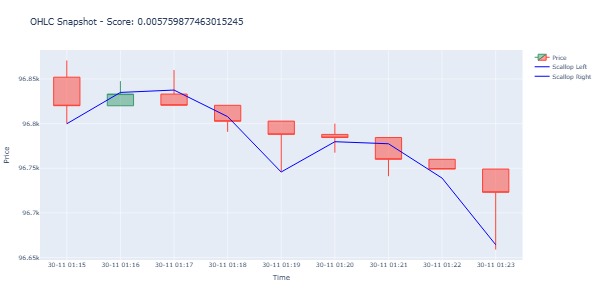 OHLC Snapshot - Score: 0.005759877463015245
Price
Scallop Left
Scallop Right
96.85k
96.8k
96.75k
96.7k
96.65k
Price
30-11 01:15
30-11 01:16
30-11 01:17
30-11 01:18
30-11 01:19
30-11 01:20
30-11 01:21
30-11 01:22
30-11 01:23
Time